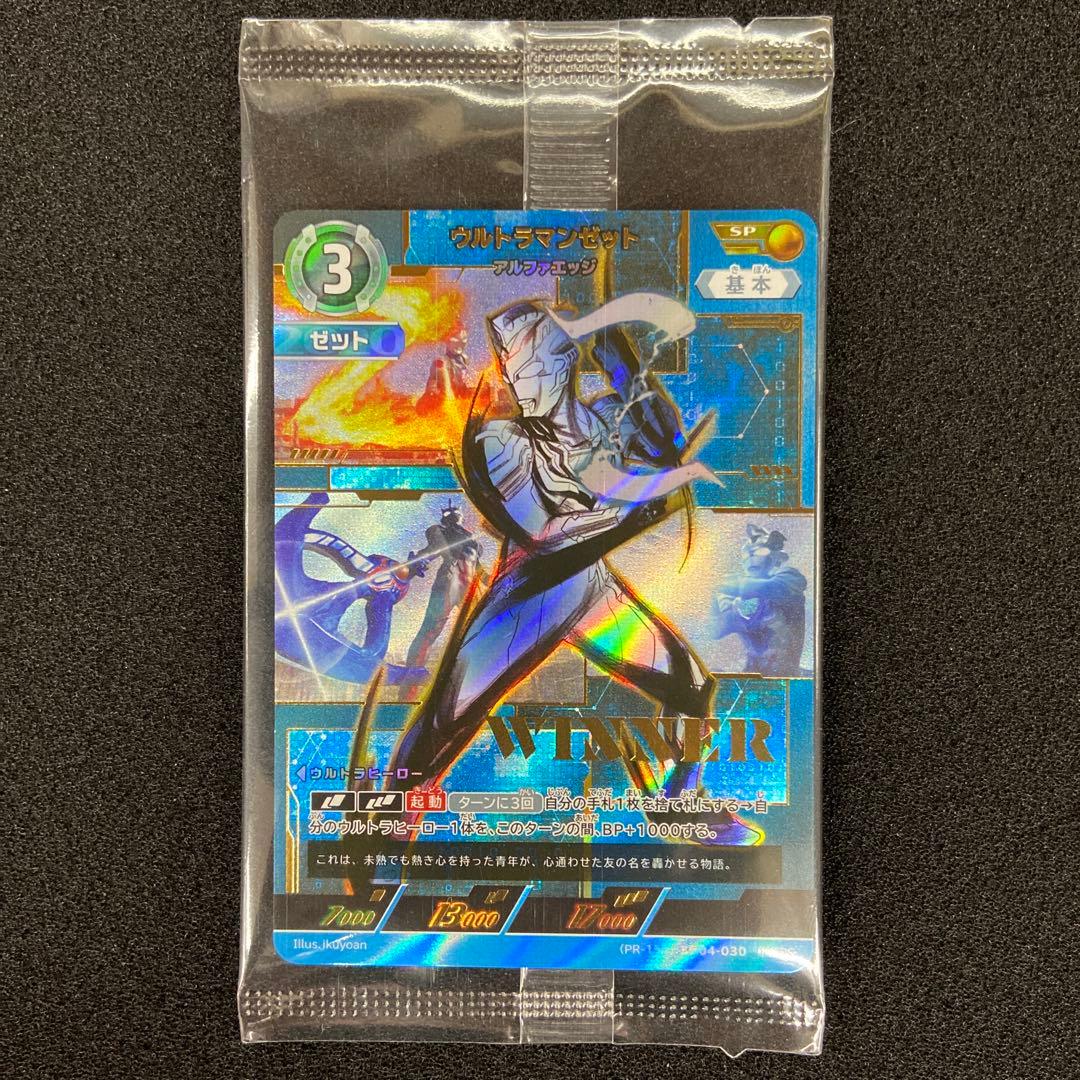 3
ウルトラマンゼット
アルファエッジ
SP
基本
きほん
ゼット
WINNER
ウルトラヒーロー
起動 ターンに3回 自分の手札1枚を捨て札にする→自
分のウルトラヒーロー1体を、このターンの間、BP+1000する。
これは、未熟でも熱き心を持った青年が、心通わせた友の名を轟かせる物語。
7000 13000 17000
Illus.ikuyoan
04-030